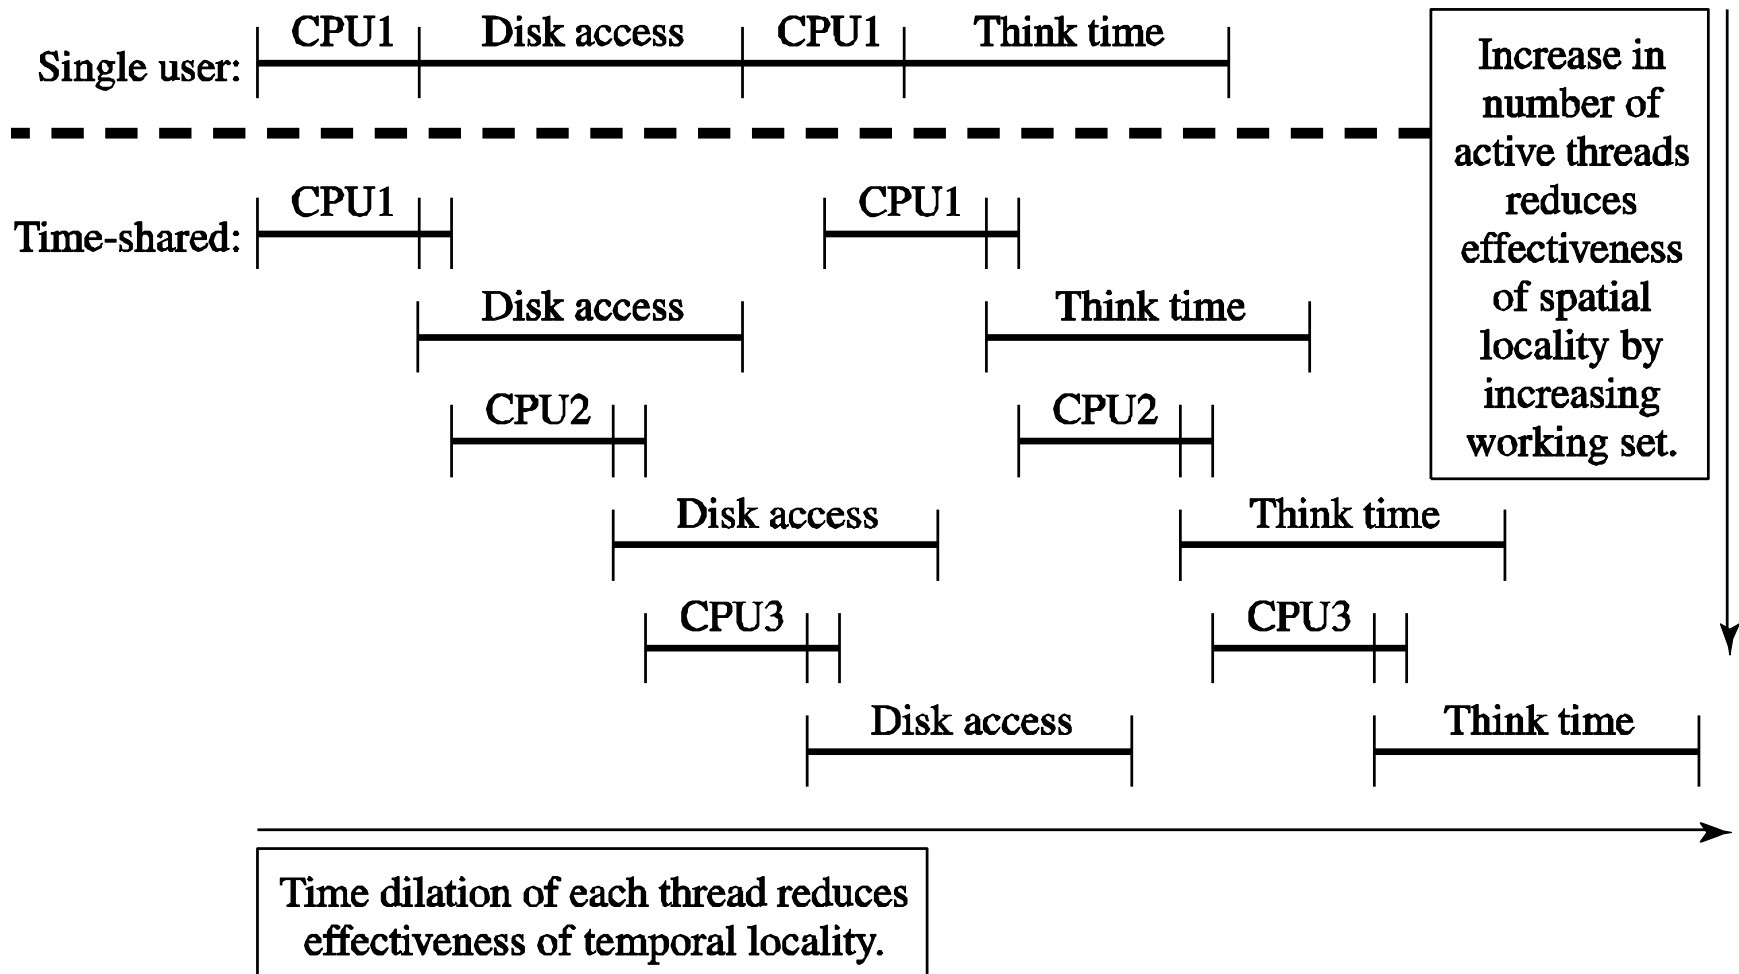 CPU1 Disk access CPU1 Think time
Single user:
CPU1 CPU1
Time-shared:
Disk access Think time
CPU2 CPU2
Disk access Think time
CPU3 CPU3
Disk access Think time
Increase in
number of
active threads
reduces
effectiveness
of spatial
locality by
increasing
working set.
Time dilation of each thread reduces
effectiveness of temporal locality.